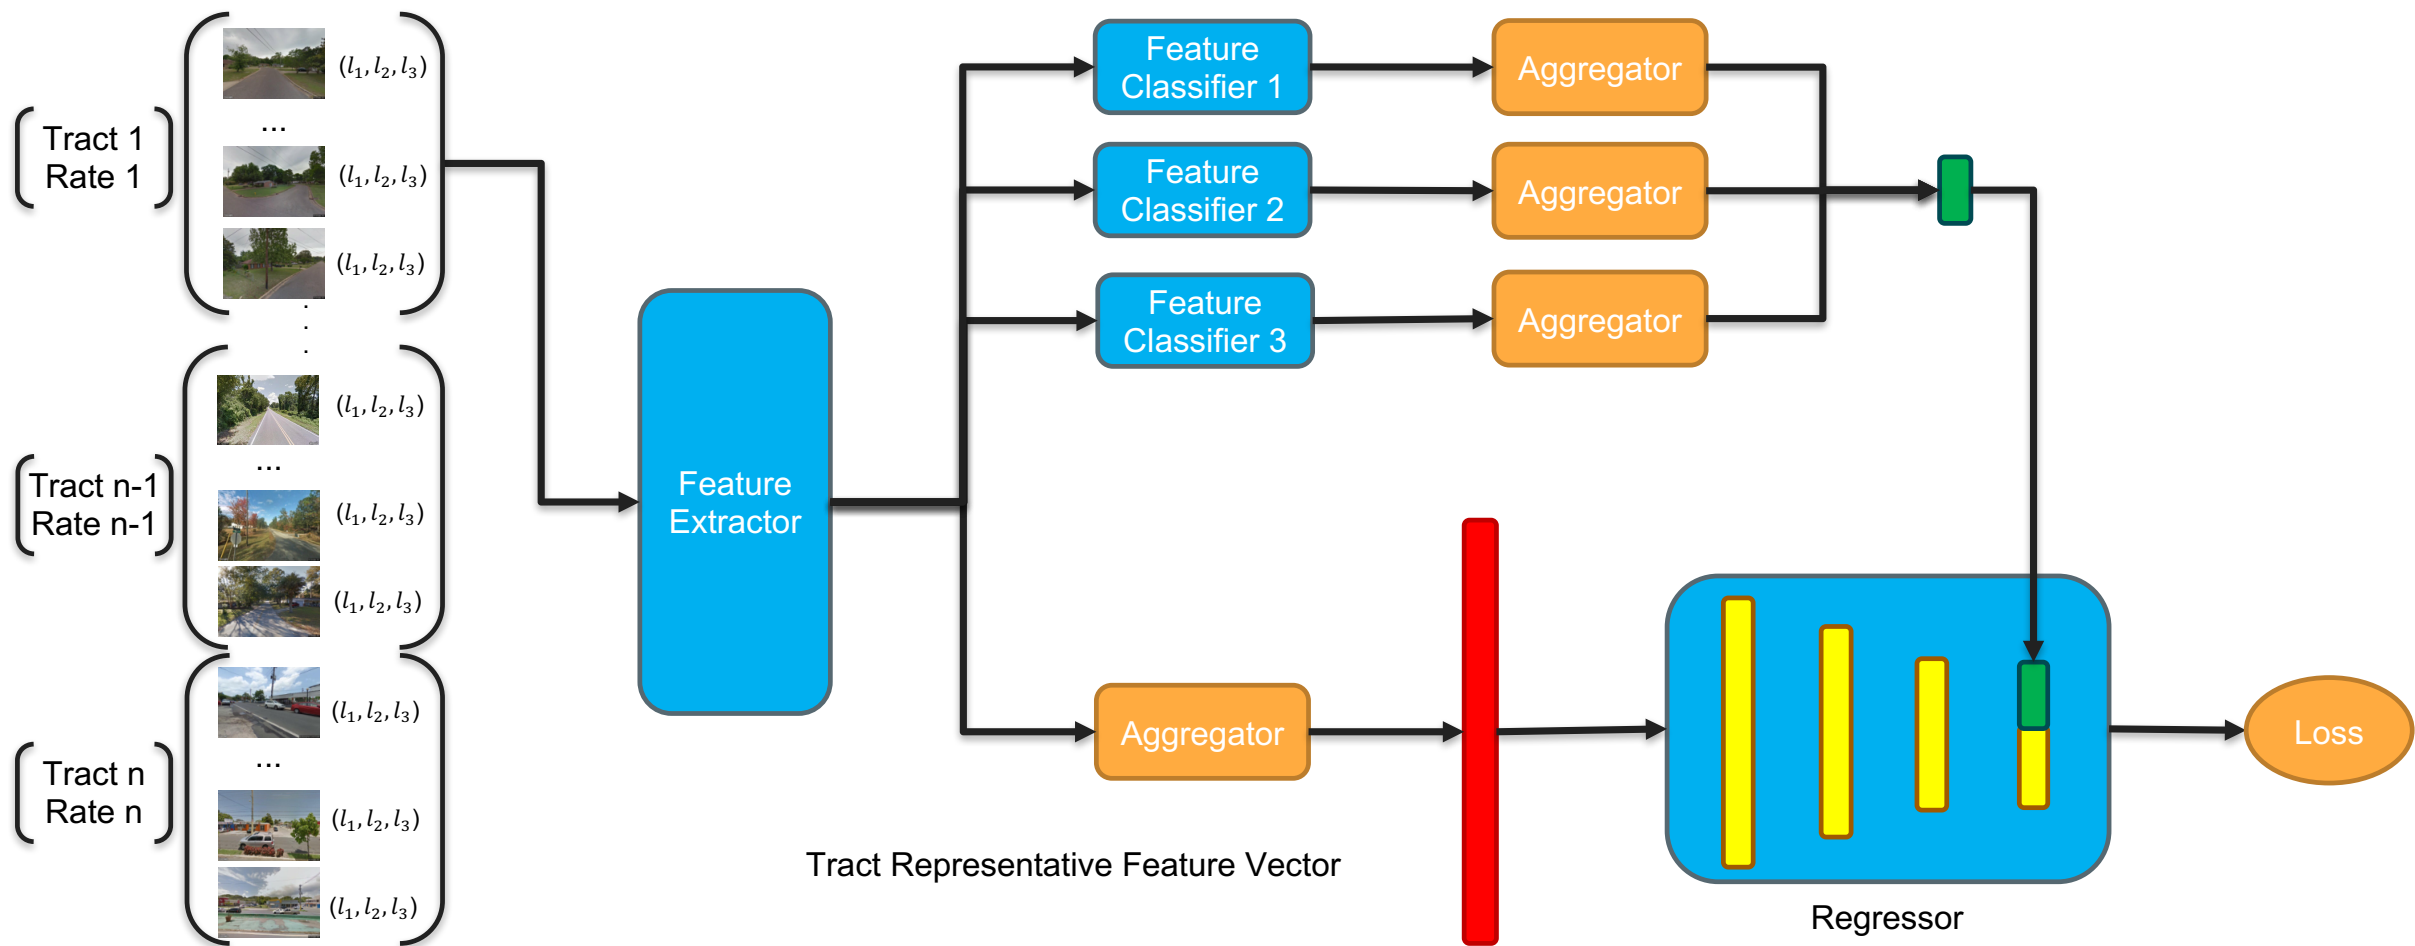 Tract 1
Rate 1
(l₁, l₂, l₃)
...
(l₁, l₂, l₃)
(l₁, l₂, l₃)
.
.
.
Tract n-1
Rate n-1
(l₁, l₂, l₃)
...
(l₁, l₂, l₃)
(l₁, l₂, l₃)
Tract n
Rate n
(l₁, l₂, l₃)
...
(l₁, l₂, l₃)
(l₁, l₂, l₃)
Feature
Extractor
Feature
Classifier 1
Aggregator
Feature
Classifier 2
Aggregator
Feature
Classifier 3
Aggregator
Aggregator
Tract Representative Feature Vector
Regressor
Loss